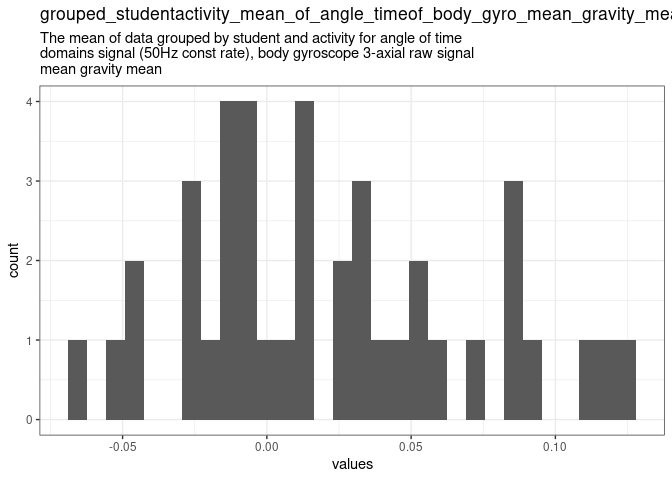 grouped_studentactivity_mean_of_angle_timeof_body_gyro_mean_gravity_mea
The mean of data grouped by student and activity for angle of time
domains signal (50Hz const rate), body gyroscope 3-axial raw signal
mean gravity mean
4
3
2
1
0
count
-0.05 0.00 0.05 0.10
values